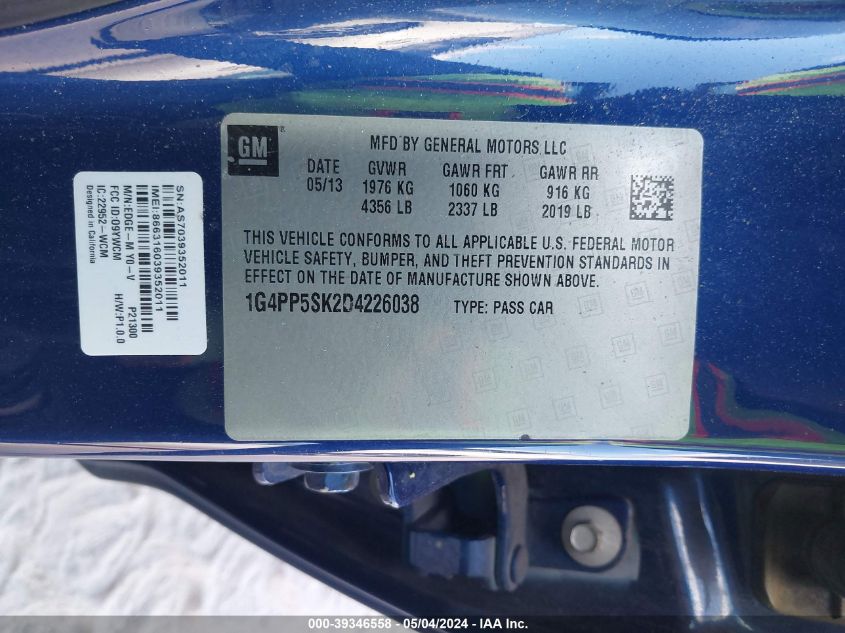 GM
MFD BY GENERAL MOTORS LLC
DATE GVWR GAWR FRT GAWR RR
05/13 1976 KG 1060 KG 916 KG
4356 LB 2337 LB 2019 LB
THIS VEHICLE CONFORMS TO ALL APPLICABLE U.S. FEDERAL MOTOR
VEHICLE SAFETY, BUMPER, AND THEFT PREVENTION STANDARDS IN
EFFECT ON THE DATE OF MANUFACTURE SHOWN ABOVE.
1G4PP5SK2D4226038 TYPE: PASS CAR
SN:AS7039352011
IMEI:866316039352011
P21300
M/N:EDGE-M Y0-V
FCC ID:O9YWCM H/W:P1.0.0
IC:22952-WCM
Designed in California
000-39346558 - 05/04/2024 - IAA Inc.